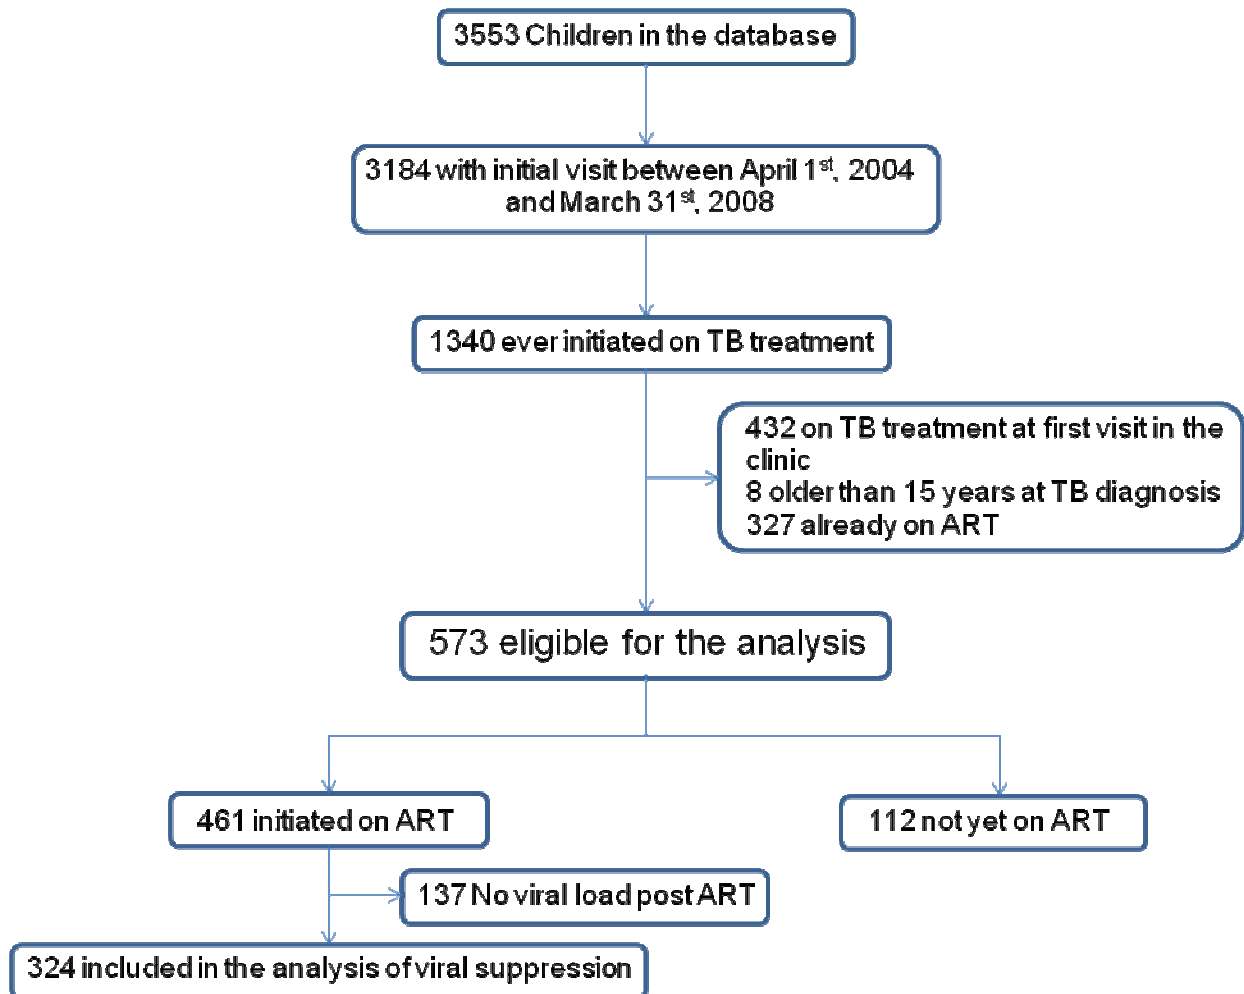 3553 Children in the database
3184 with initial visit between April 1st, 2004
and March 31st, 2008
1340 ever initiated on TB treatment
432 on TB treatment at first visit in the
clinic
8 older than 15 years at TB diagnosis
327 already on ART
573 eligible for the analysis
461 initiated on ART
112 not yet on ART
137 No viral load post ART
324 included in the analysis of viral suppression